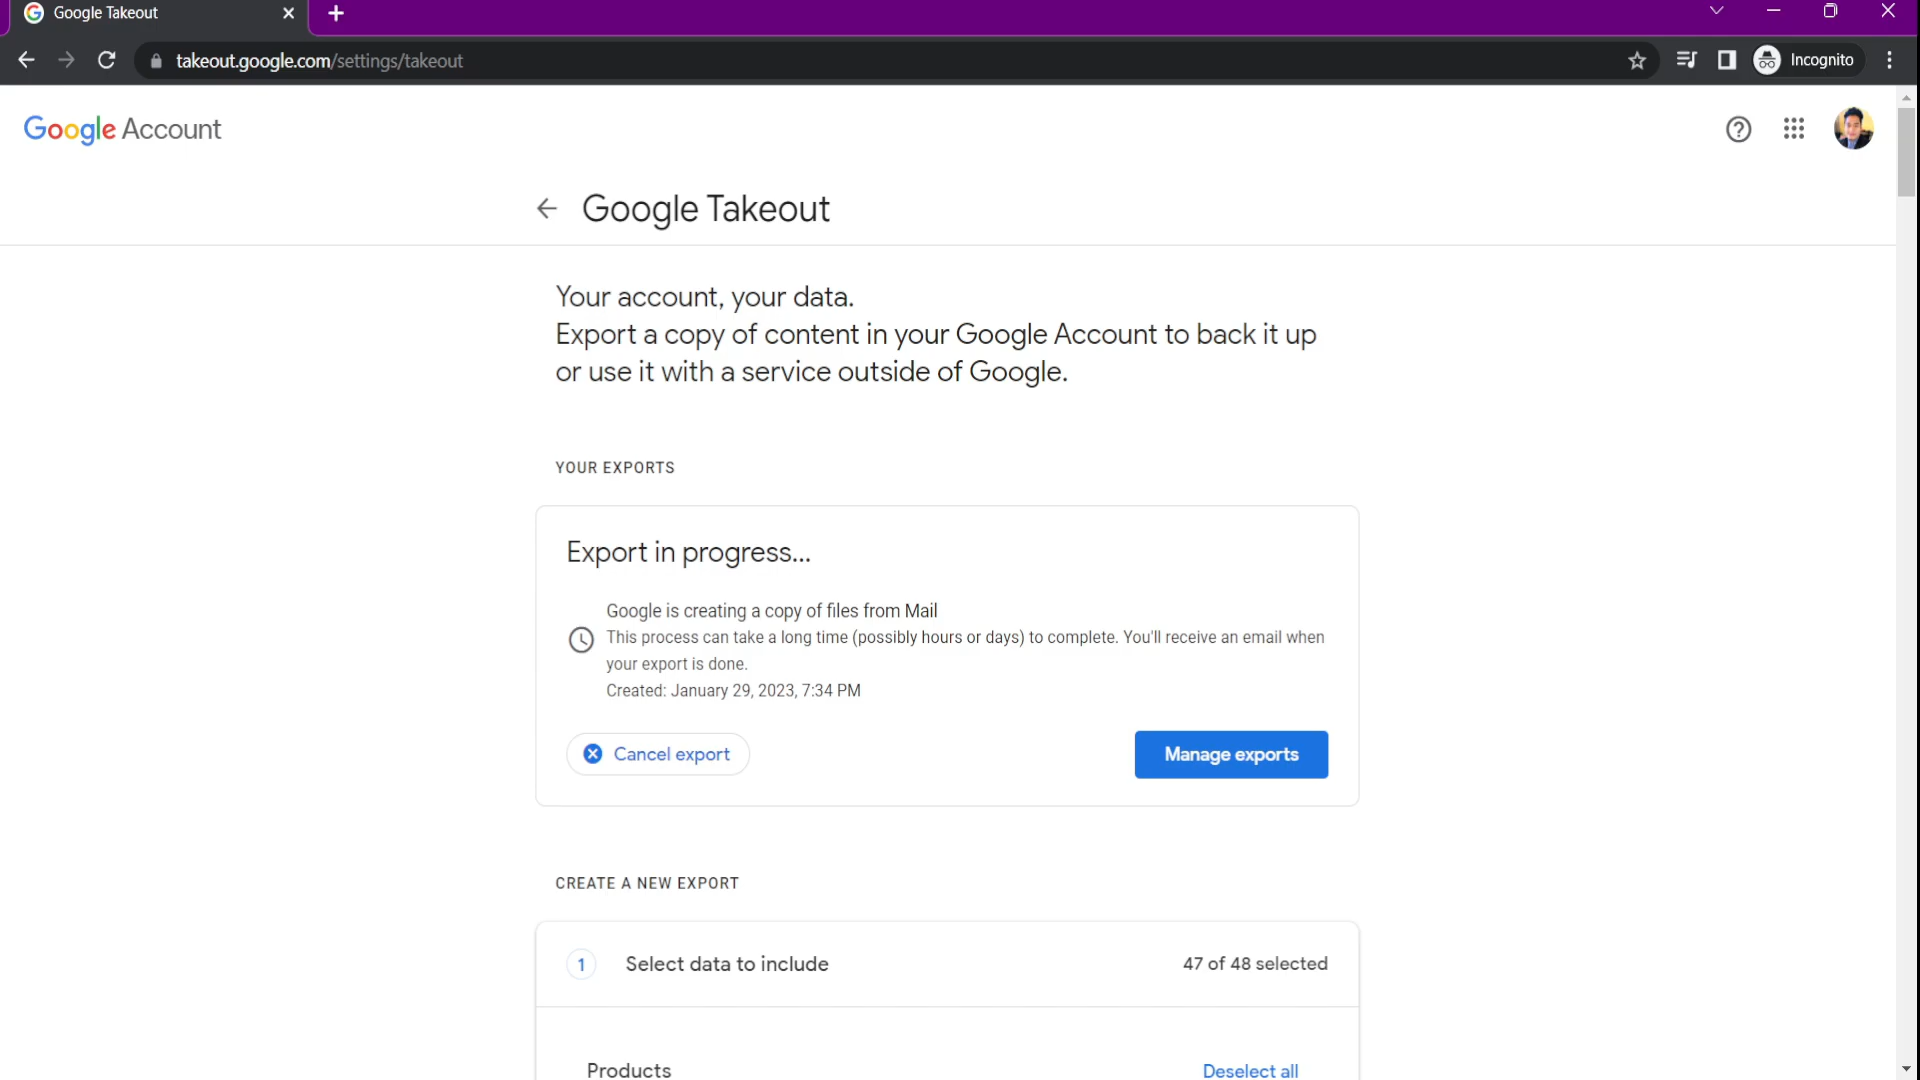 Google Takeout
takeout.google.com/settings/takeout
Incognito
Google Account
Google Takeout
Your account, your data.
Export a copy of content in your Google Account to back it up
or use it with a service outside of Google.
YOUR EXPORTS
Export in progress...
Google is creating a copy of files from Mail
This process can take a long time (possibly hours or days) to complete. You'll receive an email when
your export is done.
Created: January 29, 2023, 7:34 PM
Cancel export
Manage exports
CREATE A NEW EXPORT
1 Select data to include 47 of 48 selected
Products Deselect all